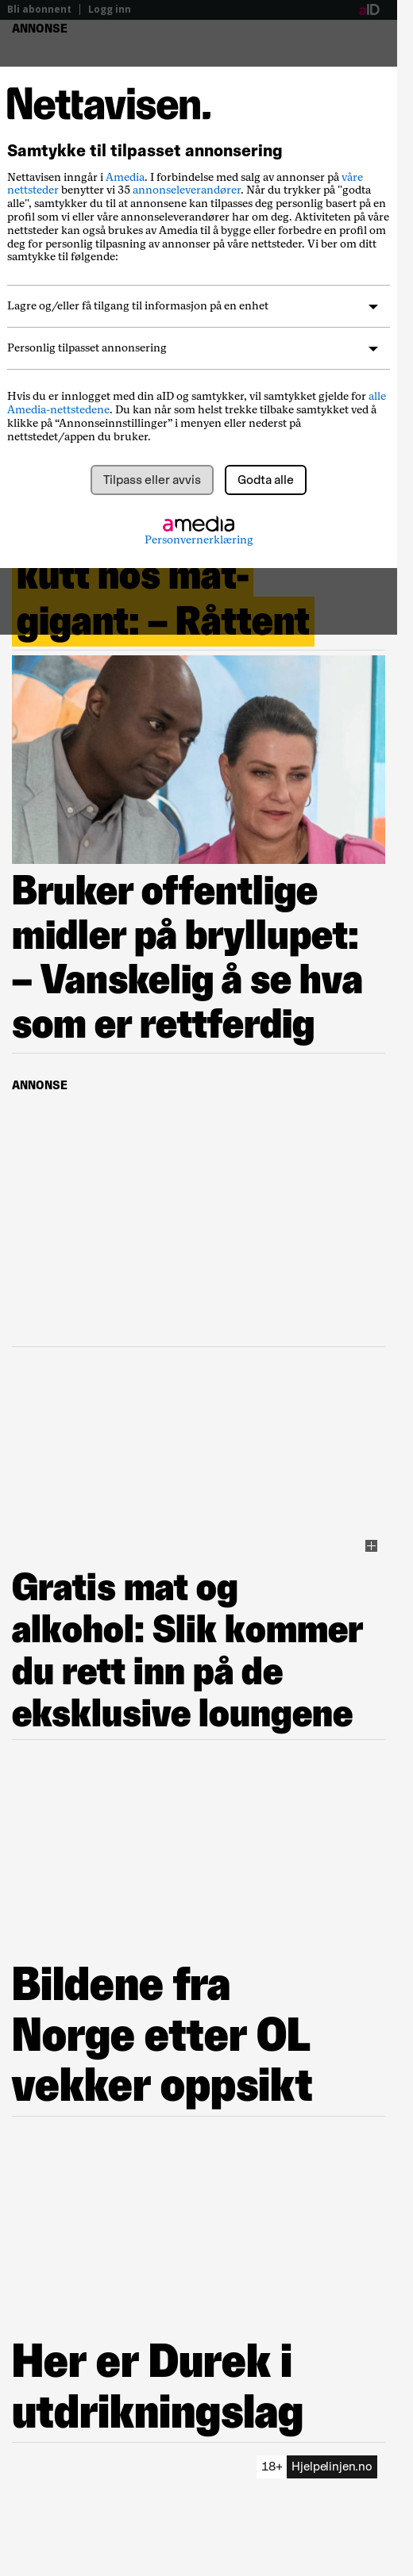 Bli abonnent | Logg inn aID
ANNONSE
Nettavisen.
Samtykke til tilpasset annonsering
Nettavisen inngår i Amedia. I forbindelse med salg av annonser på våre
nettsteder benytter vi 35 annonseleverandører. Når du trykker på "godta
alle", samtykker du til at annonsene kan tilpasses deg personlig basert på en
profil som vi eller våre annonseleverandører har om deg. Aktiviteten på våre
nettsteder kan også brukes av Amedia til å bygge eller forbedre en profil om
deg for personlig tilpasning av annonser på våre nettsteder. Vi ber om ditt
samtykke til følgende:
Lagre og/eller få tilgang til informasjon på en enhet
Personlig tilpasset annonsering
Hvis du er innlogget med din aID og samtykker, vil samtykket gjelde for alle
Amedia-nettstedene. Du kan når som helst trekke tilbake samtykket ved å
klikke på “Annonseinnstillinger” i menyen eller nederst på
nettstedet/appen du bruker.
Tilpass eller avvis Godta alle
amedia
Personvernerklæring
kutt hos mat-
gigant: – Råttent
Bruker offentlige
midler på bryllupet:
– Vanskelig å se hva
som er rettferdig
ANNONSE
Gratis mat og
alkohol: Slik kommer
du rett inn på de
eksklusive loungene
Bildene fra
Norge etter OL
vekker oppsikt
Her er Durek i
utdrikningslag
18+ Hjelpelinjen.no